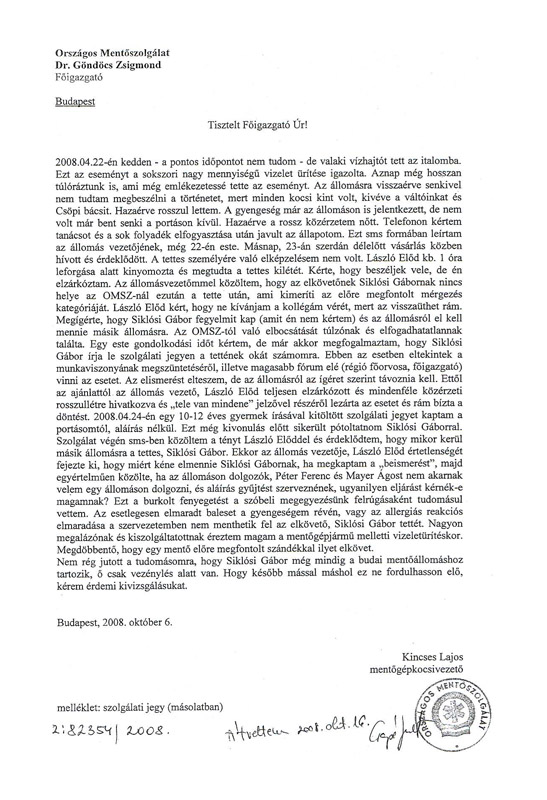 Országos Mentőszolgálat
Dr. Göndöcs Zsigmond
Főigazgató
Budapest
Tisztelt Főigazgató Úr!
2008.04.22-én kedden - a pontos időpontot nem tudom - de valaki vízhajtót tett az italomba.
Ezt az eseményt a sokszori nagy mennyiségű vizelet ürítése igazolta. Aznap még hosszan
túlóráztunk is, ami még emlékezetessé tette az eseményt. Az állomásra visszaérve senkivel
nem tudtam megbeszélni a történetet, mert minden kocsi kint volt, kivéve a váltóinkat és
Csöpi bácsit. Hazaérve rosszul lettem. A gyengeség már az állomáson is jelentkezett, de nem
volt már bent senki a portáson kívül. Hazaérve a rossz közérzetem nőtt. Telefonon kértem
tanácsot és a sok folyadék elfogyasztása után javult az állapotom. Ezt sms formában leírtam
az állomás vezetőjének, még 22-én este. Másnap, 23-án szerdán délelőtt vásárlás közben
hívott és érdeklődött. A tettes személyére való elképzelésem nem volt. László Előd kb. 1 óra
leforgása alatt kinyomozta és megtudta a tettes kilétét. Kérte, hogy beszéljek vele, de én
elzárkóztam. Az állomásvezetőmmel közöltem, hogy az elkövetőnek Siklósi Gábornak nincs
helye az OMSZ-nál ezután a tette után, ami kimeríti az előre megfontolt mérgezés
kategóriáját. László Előd kért, hogy ne kívánjam a kollégám vérét, mert az visszaüthet rám.
Megígérte, hogy Siklósi Gábor fegyelmit kap (amit én nem kértem) és az állomásról el kell
mennie másik állomásra. Az OMSZ-tól való elbocsátását túlzónak és elfogadhatatlannak
találta. Egy este gondolkodási időt kértem, de már akkor megfogalmaztam, hogy Siklósi
Gábor írja le szolgálati jegyen a tettének okát számomra. Ebben az esetben eltekintek a
munkaviszonyának megszüntetéséről, illetve magasabb fórum elé (régió főorvosa, főigazgató)
vinni az esetet. Az elismerést elteszem, de az állomásról az ígéret szerint távoznia kell. Ettől
az ajánlattól az állomás vezető, László Előd teljesen elzárkózott és mindenféle közérzeti
rosszullétre hivatkozva és „tele van mindene” jelzővel részéről lezárta az esetet és rám bízta a
döntést. 2008.04.24-én egy 10-12 éves gyermek írásával kitöltött szolgálati jegyet kaptam a
portásomtól, aláírás nélkül. Ezt még kivonulás előtt sikerült pótoltatnom Siklósi Gáborral.
Szolgálat végén sms-ben közöltem a tényt László Előddel és érdeklődtem, hogy mikor kerül
másik állomásra a tettes, Siklósi Gábor. Ekkor az állomás vezetője, László Előd értetlenségét
fejezte ki, hogy miért kéne elmennie Siklósi Gábornak, ha megkaptam a „beismerést”, majd
egyértelműen közölte, ha az állomáson dolgozók, Péter Ferenc és Mayer Ágost nem akarnak
velem egy állomáson dolgozni, és aláírás gyűjtést szerveznének, ugyanilyen eljárást kérnék-e
magamnak? Ezt a burkolt fenyegetést a szóbeli megegyezésünk felrúgásaként tudomásul
vettem. Az esetlegesen elmaradt baleset a gyengeségem révén, vagy az allergiás reakciós
elmaradása a szervezetemben nem menthetik fel az elkövető, Siklósi Gábor tettét. Nagyon
megalázónak és kiszolgáltatottnak éreztem magam a mentőgépjármű melletti vizeletürítéskor.
Megdöbbentő, hogy egy mentő előre megfontolt szándékkal ilyet elkövet.
Nem rég jutott a tudomásomra, hogy Siklósi Gábor még mindig a budai mentőállomáshoz
tartozik, ő csak vezénylés alatt van. Hogy később mással máshol ez ne fordulhasson elő,
kérem érdemi kivizsgálásukat.
Budapest, 2008. október 6.
Kincses Lajos
mentőgépkocsivezető
melléklet: szolgálati jegy (másolatban)
2:82354/2008.
Átvettem 2008. okt. 16.
ORSZÁGOS MENTŐSZOLGÁLAT